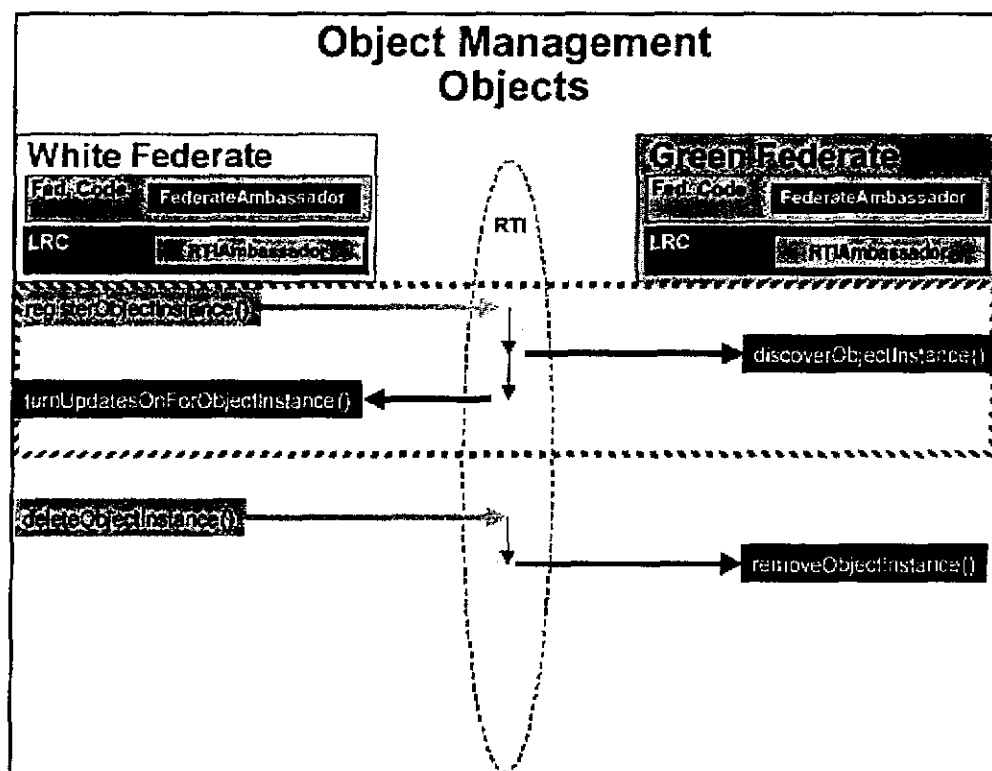 Object Management
Objects
White Federate
Fed. Code
FederateAmbassador
LRC
RTIAmbassador
RTI
Green Federate
Fed. Code
FederateAmbassador
LRC
RTIAmbassador
registerObjectInstance()
discoverObjectInstance()
turnUpdatesOnForObjectInstance()
deleteObjectInstance()
removeObjectInstance()